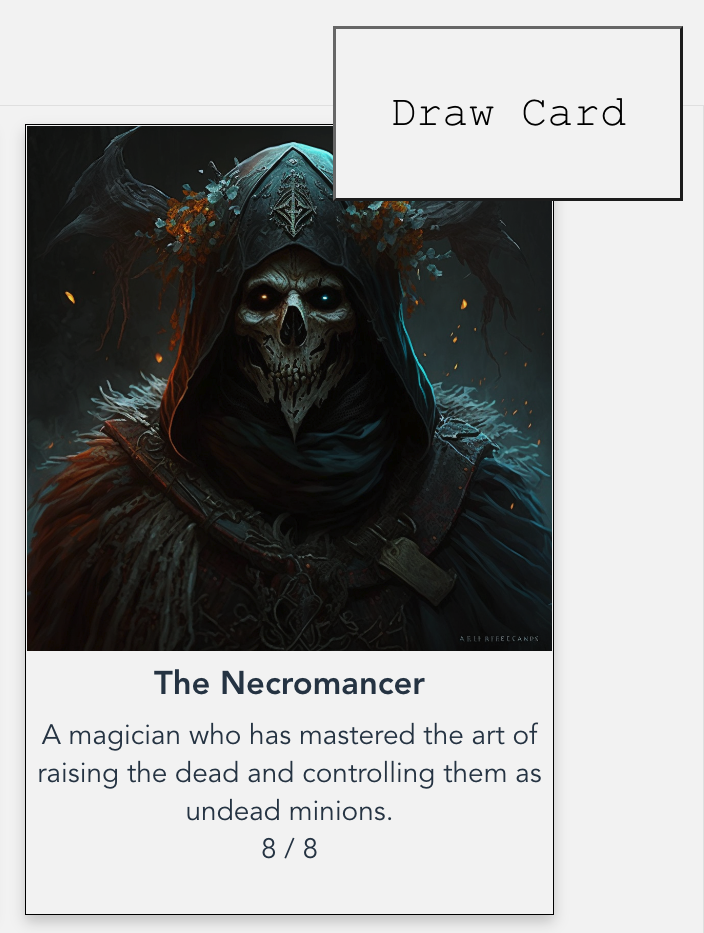 Draw Card
The Necromancer
A magician who has mastered the art of
raising the dead and controlling them as
undead minions.
8 / 8